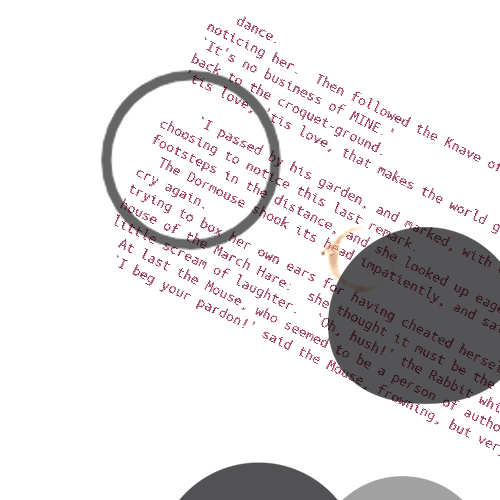 dance.
noticing her.  Then followed the Knave of
`It's no business of MINE.'
back to the croquet-ground.
'tis love, 'tis love, that makes the world g
`I passed by his garden, and marked, with
choosing to notice this last remark.
footsteps in the distance, and she looked up eage
The Dormouse shook its head impatiently, and sa
cry again.
trying to box her own ears for having cheated hersel
house of the March Hare:  she thought it must be the
little scream of laughter.  `Oh, hush!' the Rabbit whi
At last the Mouse, who seemed to be a person of autho
`I beg your pardon!' said the Mouse, frowning, but very